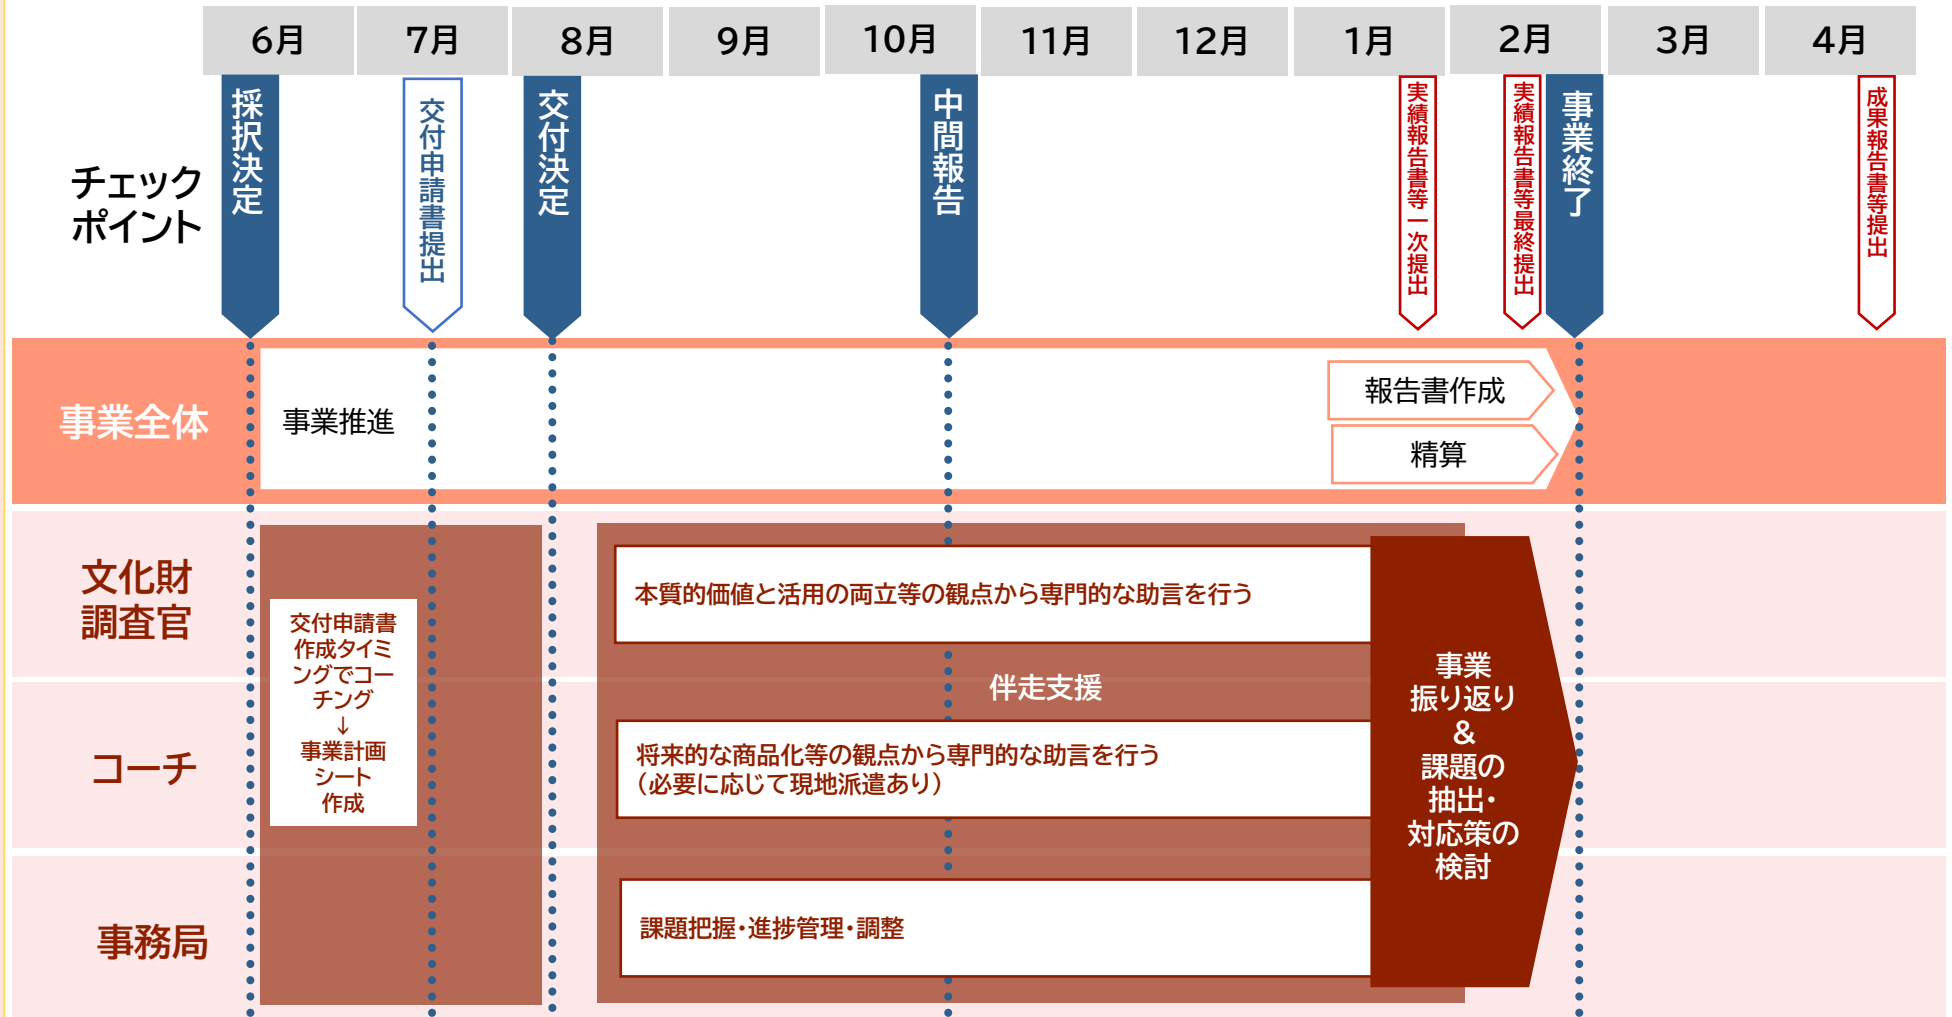 6月
7月
8月
9月
10月
11月
12月
1月
2月
3月
4月
チェック
ポイント
採択決定
交付申請書提出
交付決定
中間報告
実績報告書等一次提出
実績報告書等最終提出
事業終了
成果報告書等提出
事業全体
事業推進
報告書作成
精算
文化財
調査官
コーチ
事務局
交付申請書
作成タイミ
ングでコー
チング
↓
事業計画
シート
作成
本質的価値と活用の両立等の観点から専門的な助言を行う
伴走支援
将来的な商品化等の観点から専門的な助言を行う
（必要に応じて現地派遣あり）
課題把握・進捗管理・調整
事業
振り返り
&
課題の
抽出・
対応策の
検討